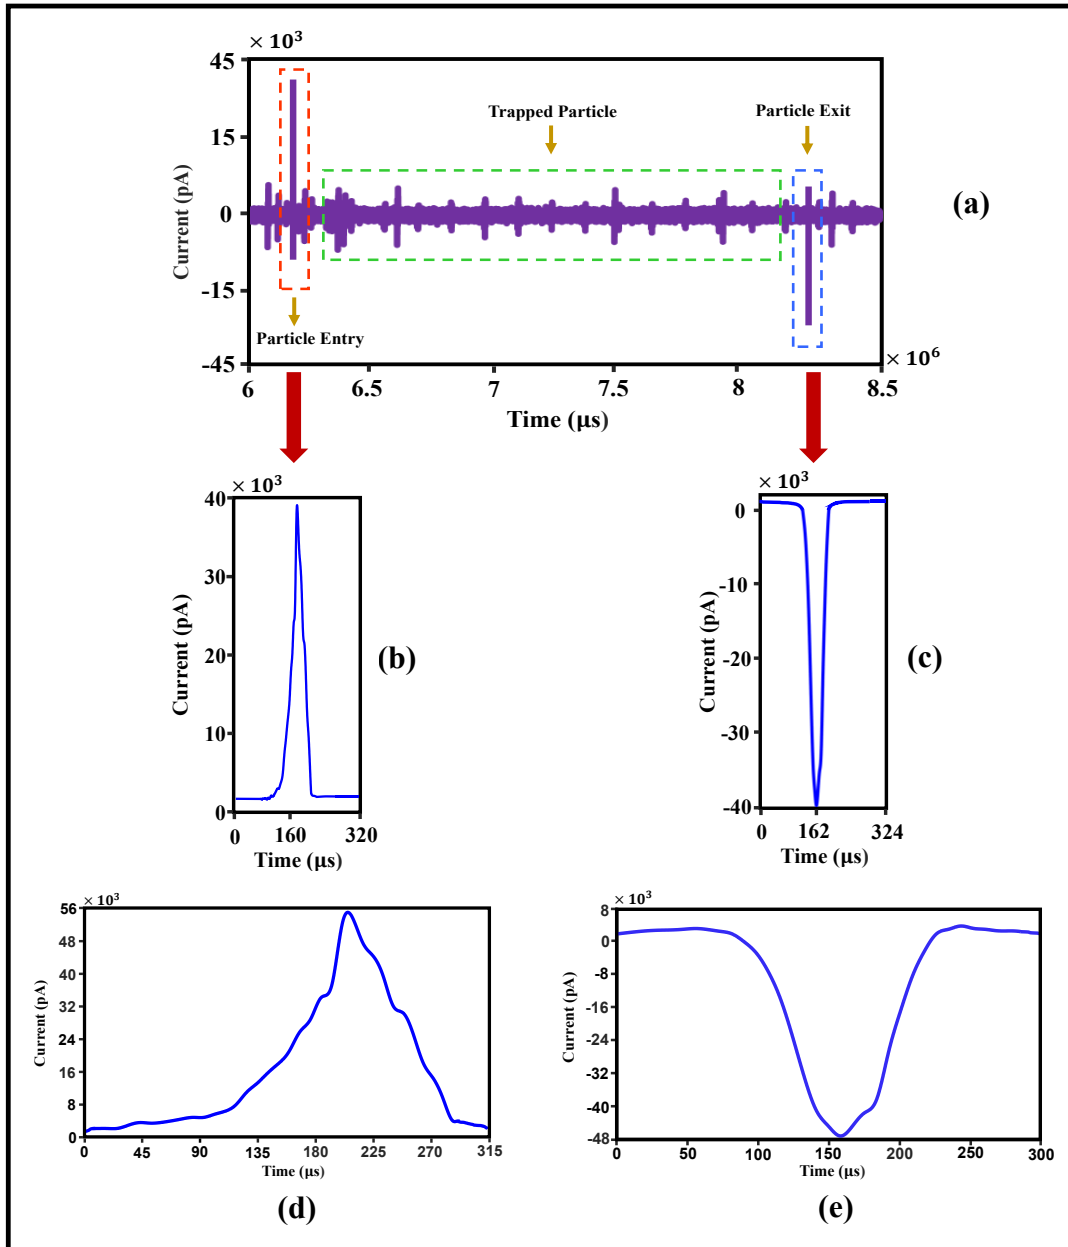 × 10³
45
15
0
-15
-45
Current (pA)
Trapped Particle
Particle Exit
Particle Entry
(a)
× 10⁶
6 6.5 7 7.5 8 8.5
Time (µs)
× 10³
40
30
20
10
0
Current (pA)
(b)
0 160 320
Time (µs)
× 10³
0
-10
-20
-30
-40
Current (pA)
(c)
0 162 324
Time (µs)
× 10³
56
48
40
32
24
16
8
0
Current (pA)
0 45 90 135 180 225 270 315
Time (µs)
(d)
× 10³
8
0
-8
-16
-24
-32
-40
-48
Current (pA)
0 50 100 150 200 250 300
Time (µs)
(e)